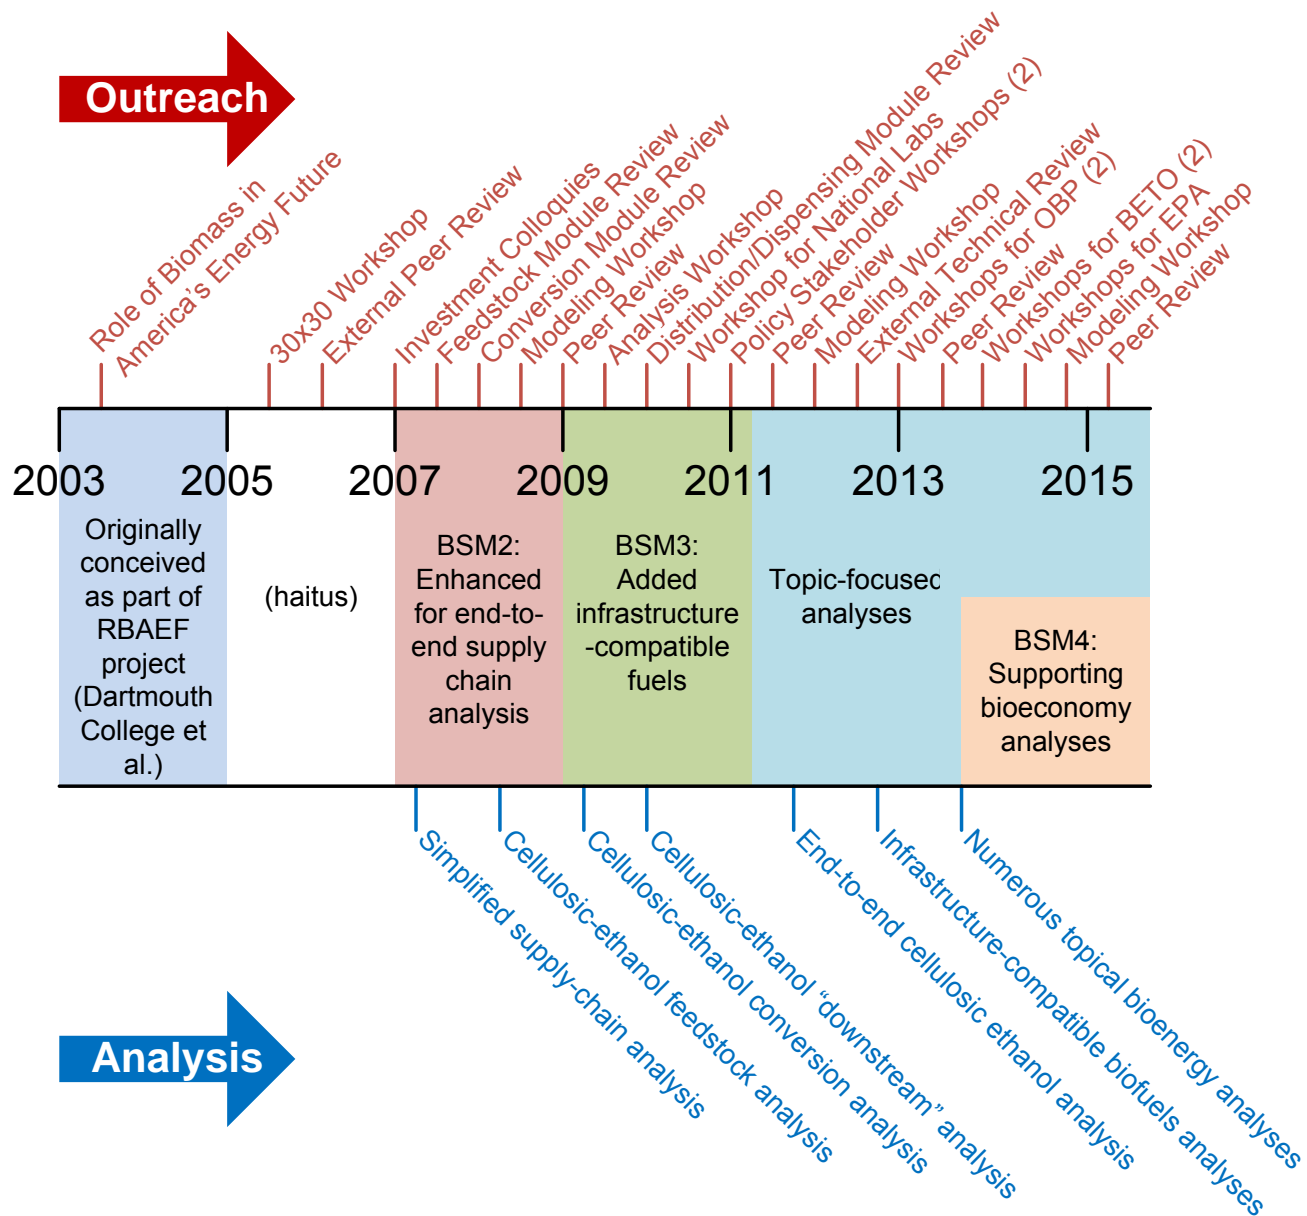 Outreach
Role of Biomass in
America's Energy Future
30x30 Workshop
External Peer Review
Investment Colloquies
Feedstock Module Review
Conversion Module Review
Modeling Workshop
Peer Review
Analysis Workshop
Distribution/Dispensing Module Review
Workshop for National Labs
Policy Stakeholder Workshops (2)
Peer Review
Modeling Workshop
External Technical Review
Workshops for OBP (2)
Peer Review
Workshops for BETO (2)
Workshops for EPA
Modeling Workshop
Peer Review
2003
2005
2007
2009
2011
2013
2015
Originally
conceived
as part of
RBAEF
project
(Dartmouth
College et
al.)
(haitus)
BSM2:
Enhanced
for end-to-
end supply
chain
analysis
BSM3:
Added
infrastructure
-compatible
fuels
Topic-focused
analyses
BSM4:
Supporting
bioeconomy
analyses
Simplified supply-chain analysis
Cellulosic-ethanol feedstock analysis
Cellulosic-ethanol conversion analysis
Cellulosic-ethanol “downstream” analysis
End-to-end cellulosic ethanol analysis
Infrastructure-compatible biofuels analyses
Numerous topical bioenergy analyses
Analysis